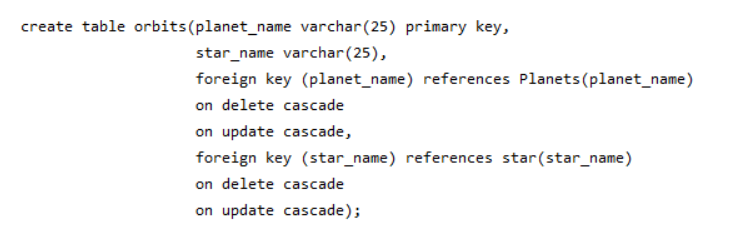 create table orbits(planet_name varchar(25) primary key,
star_name varchar(25),
foreign key (planet_name) references Planets(planet_name)
on delete cascade
on update cascade,
foreign key (star_name) references star(star_name)
on delete cascade
on update cascade);